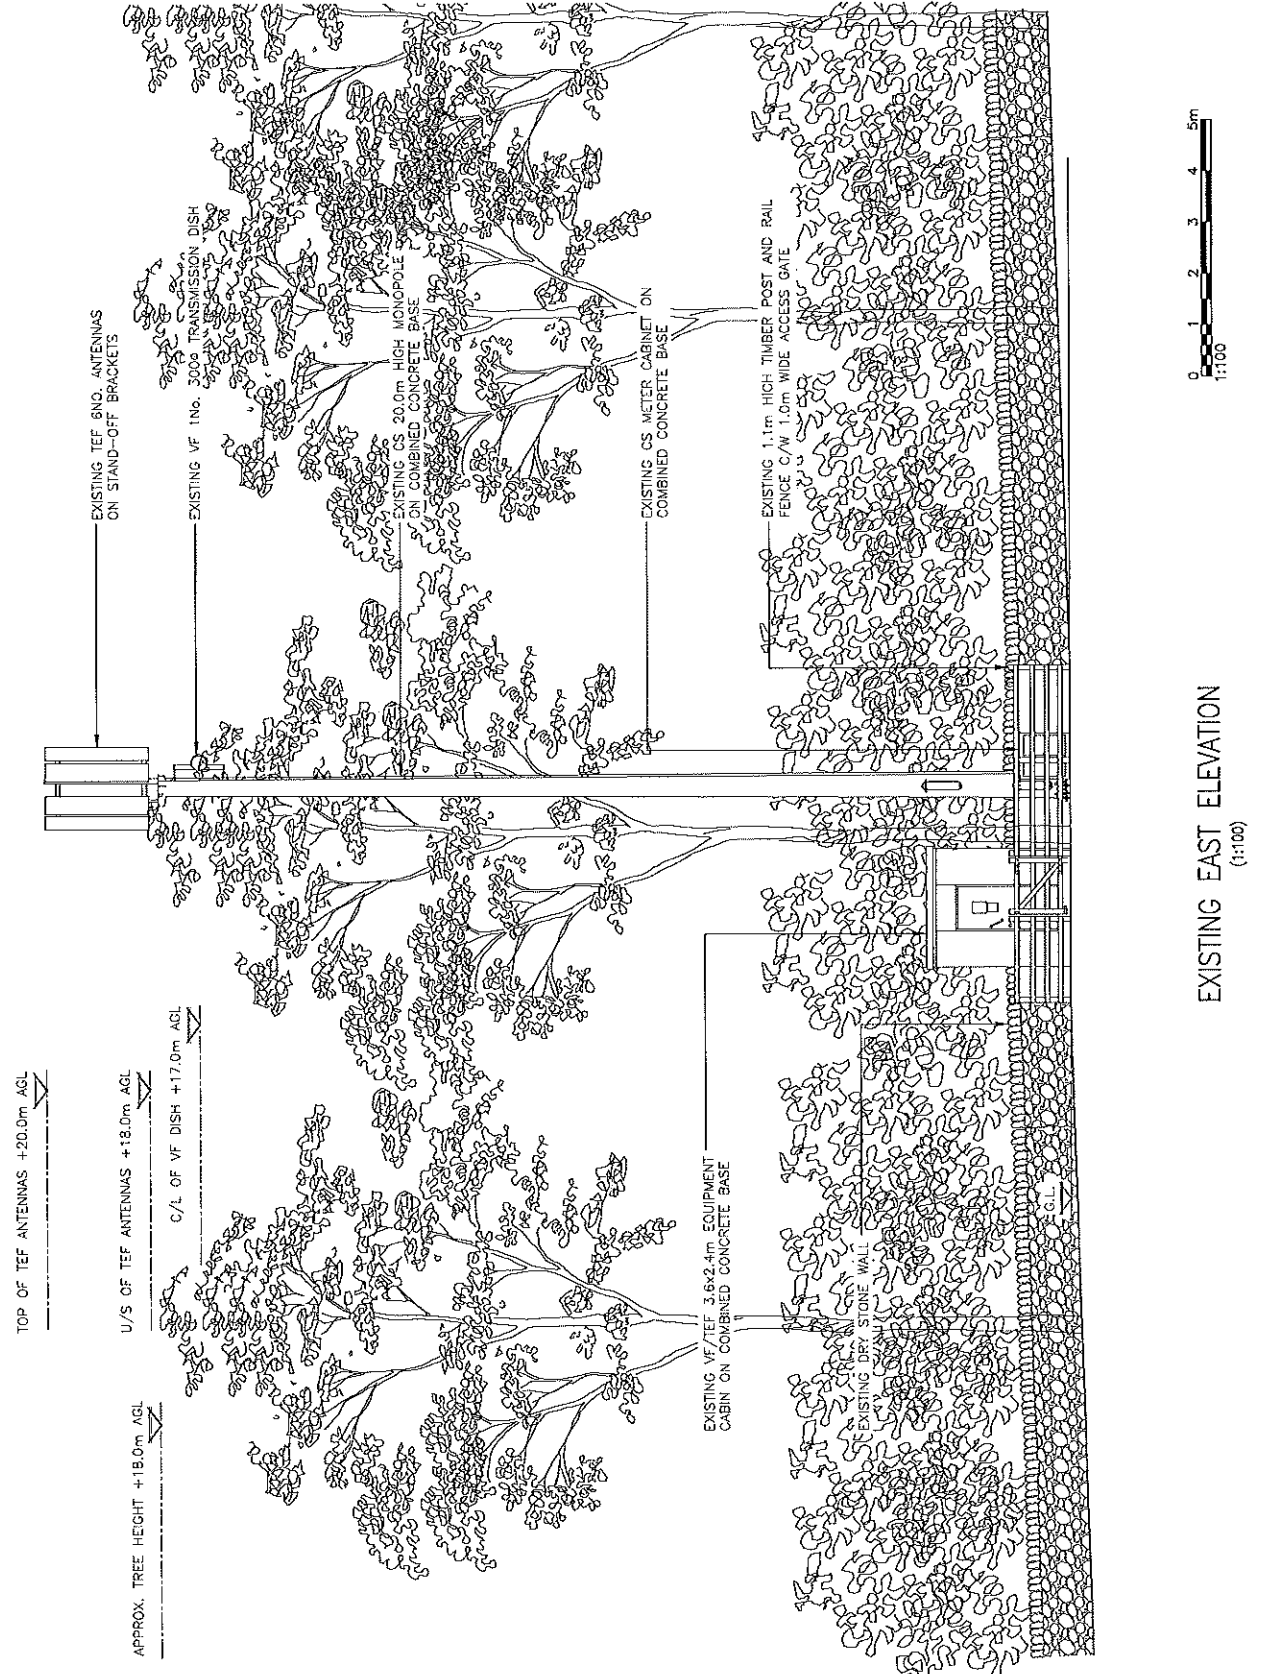 TOP OF TEF ANTENNAS +20.0m AGL
U/S OF TEF ANTENNAS +18.0m AGL
APPROX. TREE HEIGHT +18.0m AGL
C/L OF VF DISH +17.0m AGL
EXISTING TEF 6NO. ANTENNAS
ON STAND-OFF BRACKETS
EXISTING VF 1No. 300ø TRANSMISSION DISH
EXISTING CS 20.0m HIGH MONOPOLE
ON COMBINED CONCRETE BASE
EXISTING CS METER CABINET ON
COMBINED CONCRETE BASE
EXISTING VF/TEF 3.6x2.4m EQUIPMENT
CABIN ON COMBINED CONCRETE BASE
EXISTING 1.1m HIGH TIMBER POST AND RAIL
FENCE C/W 1.0m WIDE ACCESS GATE
EXISTING DRY STONE WALL
G.L.
EXISTING EAST ELEVATION
(1:100)
0 1 2 3 4 5m
1:100